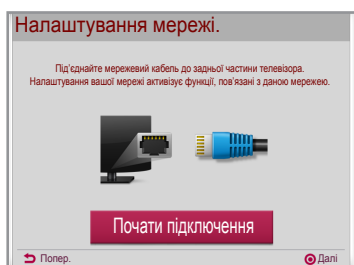 Налаштування мережі.
Під'єднайте мережевий кабель до задньої частини телевізора.
Налаштування вашої мережі активізує функції, пов'язані з даною мережею.
Почати підключення
Попер.
Далі